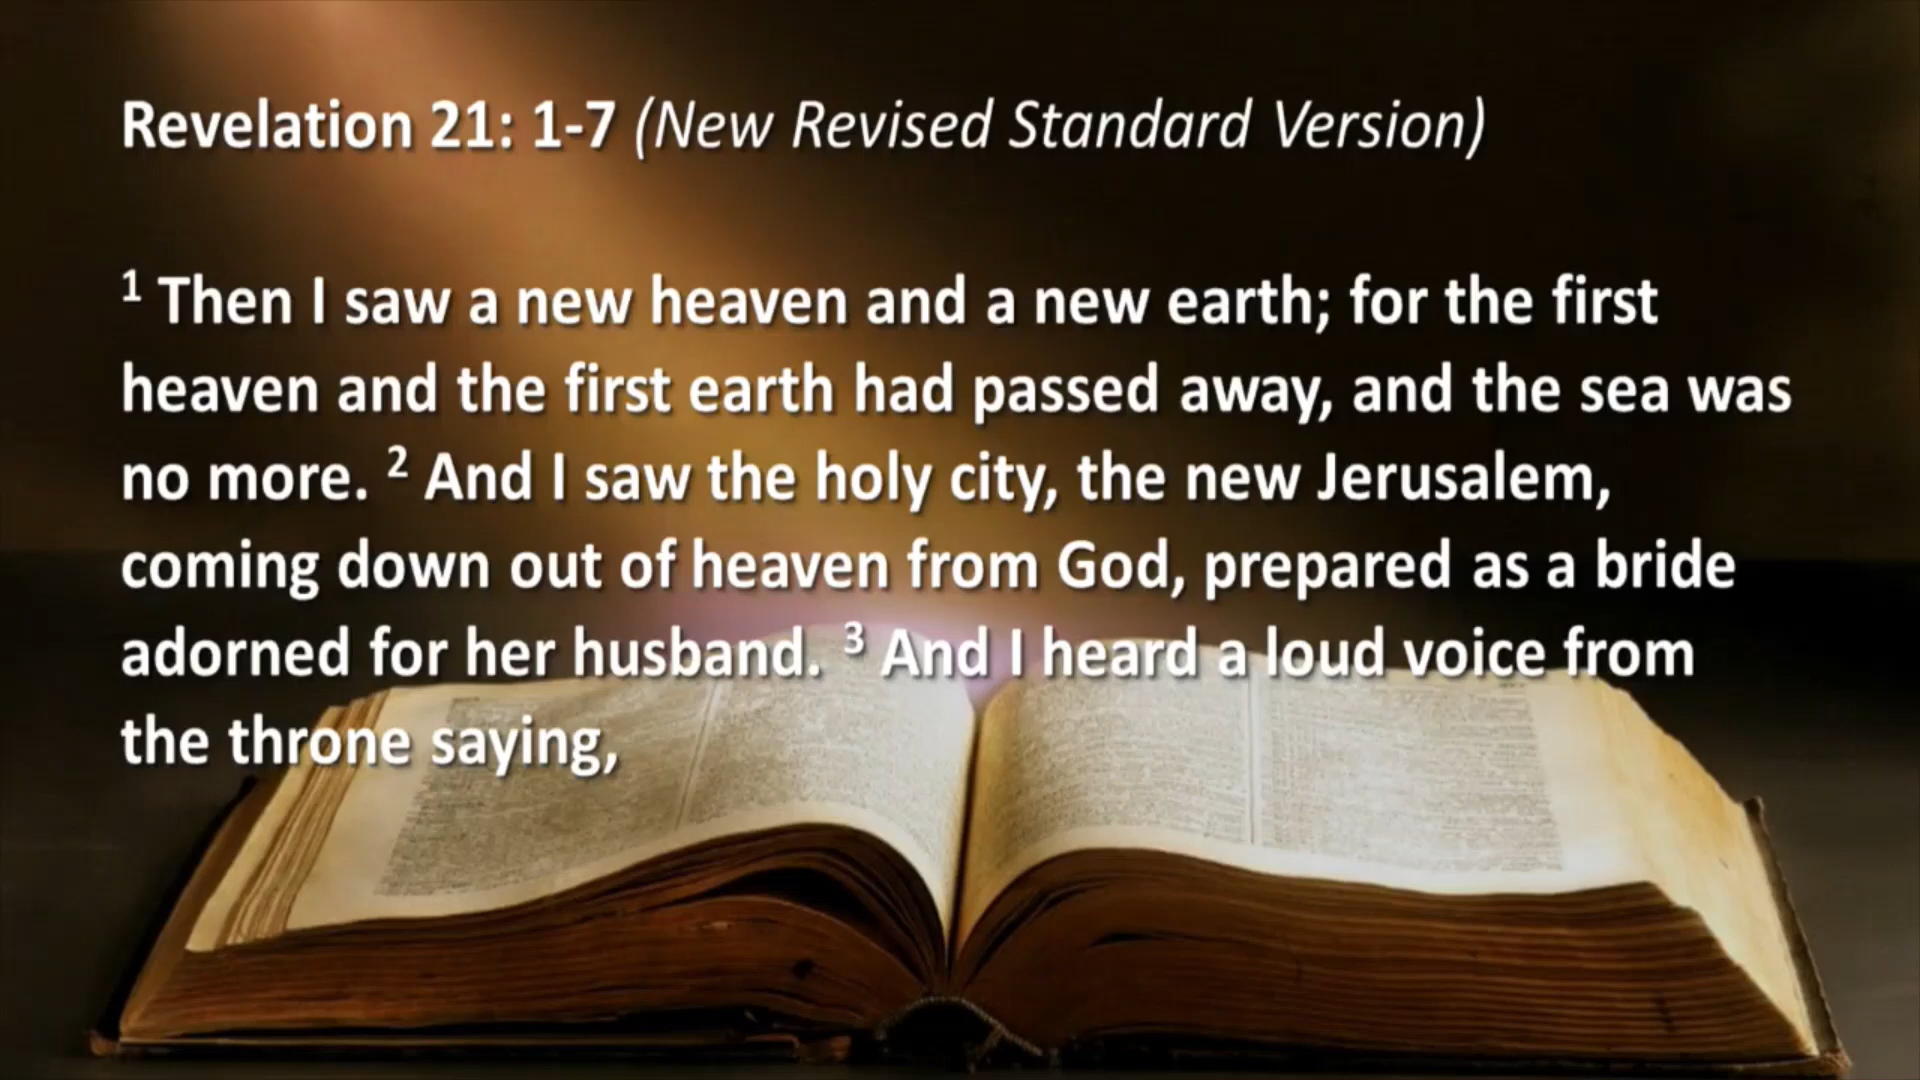 Revelation 21: 1-7 (New Revised Standard Version)
1 Then I saw a new heaven and a new earth; for the first
heaven and the first earth had passed away, and the sea was
no more. 2 And I saw the holy city, the new Jerusalem,
coming down out of heaven from God, prepared as a bride
adorned for her husband. 3 And I heard a loud voice from
the throne saying,